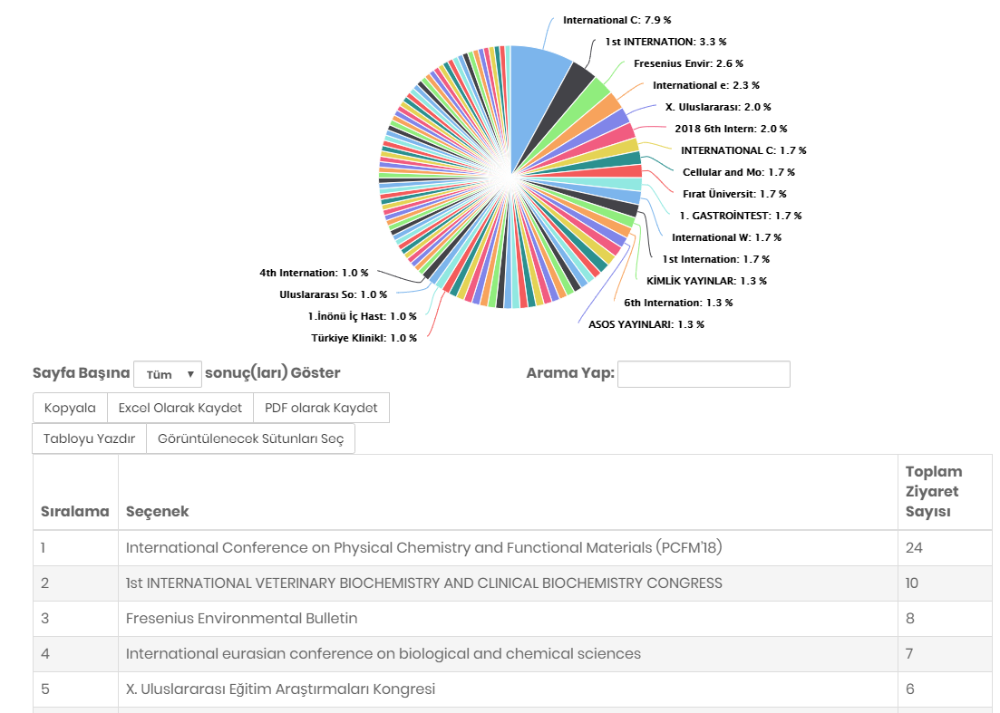 International C: 7.9 %
1st INTERNATION: 3.3 %
Fresenius Envir: 2.6 %
International e: 2.3 %
X. Uluslararası: 2.0 %
2018 6th Intern: 2.0 %
INTERNATIONAL C: 1.7 %
Cellular and Mo: 1.7 %
Fırat Üniversit: 1.7 %
1. GASTROİNTEST: 1.7 %
International W: 1.7 %
1st Internation: 1.7 %
KİMLİK YAYINLAR: 1.3 %
6th Internation: 1.3 %
ASOS YAYINLARI: 1.3 %
4th Internation: 1.0 %
Uluslararası So: 1.0 %
1.İnönü İç Hast: 1.0 %
Türkiye Klinikl: 1.0 %
Sayfa Başına Tüm ▼ sonuç(ları) Göster Arama Yap:
Kopyala Excel Olarak Kaydet PDF olarak Kaydet
Tabloyu Yazdır Görüntülenecek Sütunları Seç
Sıralama Seçenek Toplam Ziyaret Sayısı
1 International Conference on Physical Chemistry and Functional Materials (PCFM'18) 24
2 1st INTERNATIONAL VETERINARY BIOCHEMISTRY AND CLINICAL BIOCHEMISTRY CONGRESS 10
3 Fresenius Environmental Bulletin 8
4 International eurasian conference on biological and chemical sciences 7
5 X. Uluslararası Eğitim Araştırmaları Kongresi 6